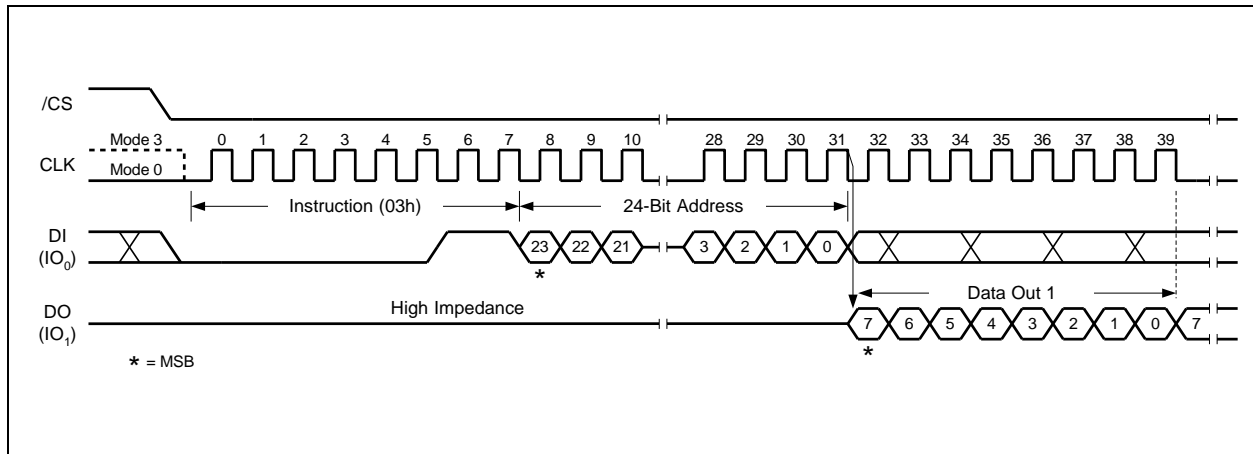 /CS
Mode 3
0 1 2 3 4 5 6 7 8 9 10 28 29 30 31 32 33 34 35 36 37 38 39
CLK
Mode 0
Instruction (03h) 24-Bit Address
DI
(IO0)
23 22 21 3 2 1 0
*
Data Out 1
DO
(IO1)
High Impedance
7 6 5 4 3 2 1 0 7
*
* = MSB